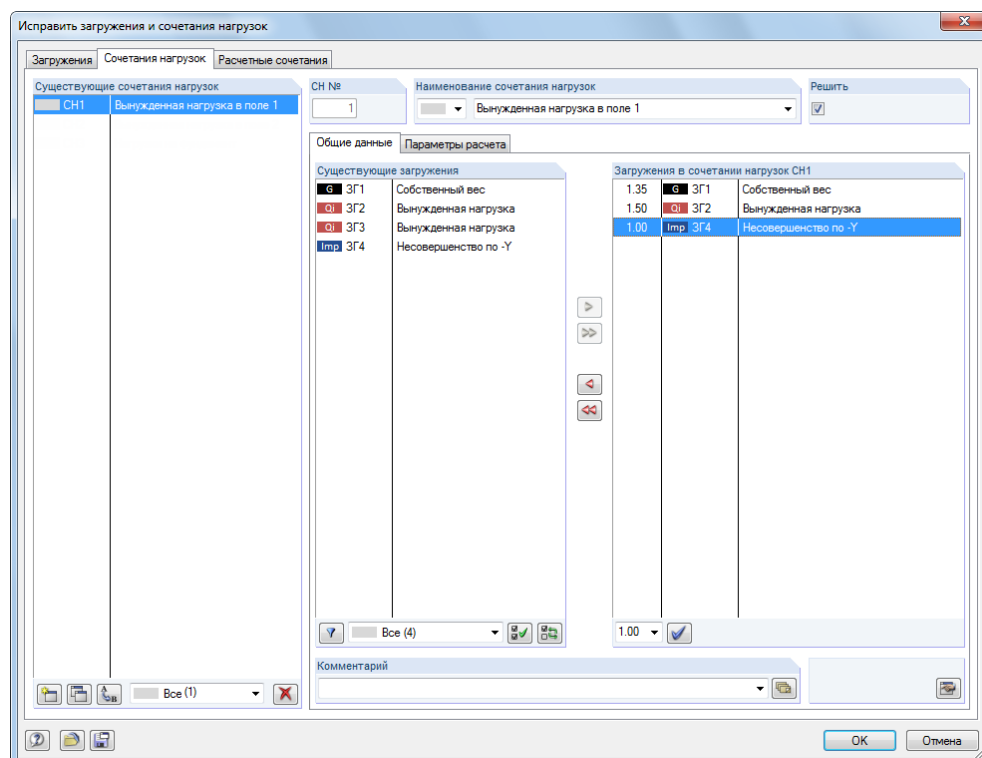 Исправить загружения и сочетания нагрузок
Загружения Сочетания нагрузок Расчетные сочетания
Существующие сочетания нагрузок
СН1 Вынужденная нагрузка в поле 1
СН №
1
Наименование сочетания нагрузок
Вынужденная нагрузка в поле 1
Решить
Общие данные Параметры расчета
Существующие загружения
G ЗГ1 Собственный вес
Qi ЗГ2 Вынужденная нагрузка
Qi ЗГ3 Вынужденная нагрузка
Imp ЗГ4 Несовершенство по -Y
Загружения в сочетании нагрузок СН1
1.35 G ЗГ1 Собственный вес
1.50 Qi ЗГ2 Вынужденная нагрузка
1.00 Imp ЗГ4 Несовершенство по -Y
>
>>
Все (4)
1.00
Комментарий
Все (1)
OK Отмена